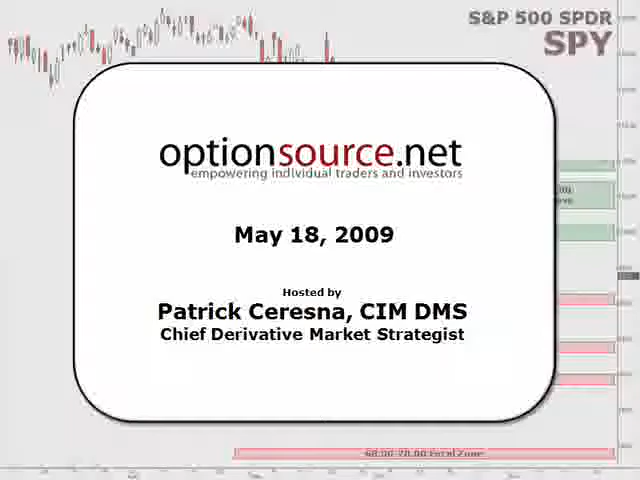 S&P 500 SPDR
SPY
optionsource.net
empowering individual traders and investors
May 18, 2009
Hosted by
Patrick Ceresna, CIM DMS
Chief Derivative Market Strategist